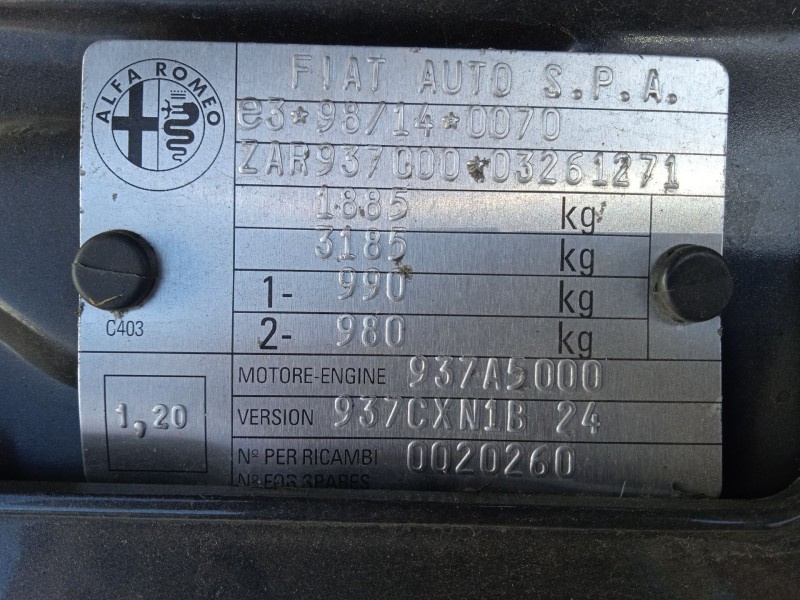 ALFA ROMEO
FIAT AUTO S.P.A.
e3*98/14*0070
ZAR937000*03261271
1885 kg
3185 kg
1- 990 kg
2- 980 kg
C403
MOTORE-ENGINE 937A5000
1,20
VERSION 937CXN1B 24
Nº PER RICAMBI 0020260
Nº FOR SPARES